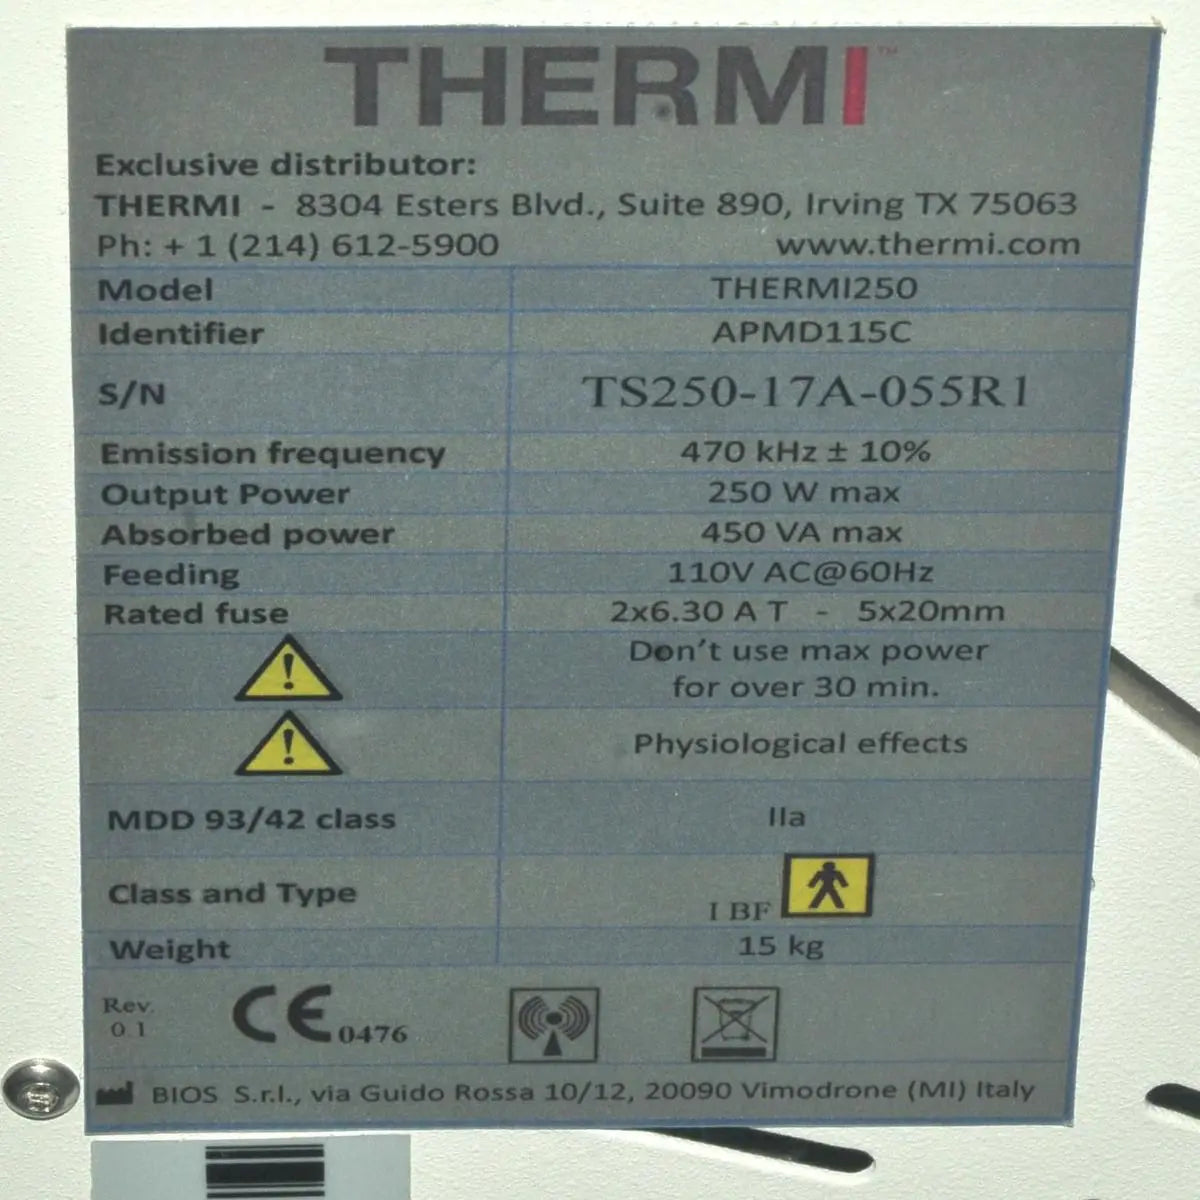 THERMI™
Exclusive distributor:
THERMI - 8304 Esters Blvd., Suite 890, Irving TX 75063
Ph: + 1 (214) 612-5900 www.thermi.com
Model THERMI250
Identifier APMD115C
S/N TS250-17A-055R1
Emission frequency 470 kHz ± 10%
Output Power 250 W max
Absorbed power 450 VA max
Feeding 110V AC@60Hz
Rated fuse 2x6.30 A T - 5x20mm
Don't use max power
for over 30 min.
Physiological effects
MDD 93/42 class IIa
Class and Type I BF
Weight 15 kg
Rev.
0.1
CE 0476
BIOS S.r.l., via Guido Rossa 10/12, 20090 Vimodrone (MI) Italy